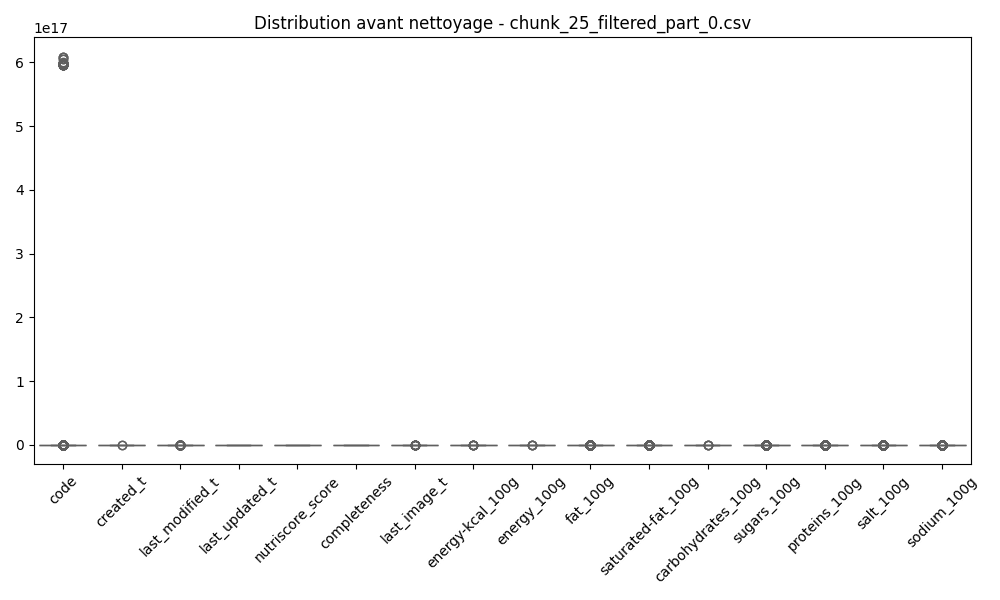 Distribution avant nettoyage - chunk_25_filtered_part_0.csv
1e17
6
5
4
3
2
1
0
code
created_t
last_modified_t
last_updated_t
nutriscore_score
completeness
last_image_t
energy-kcal_100g
energy_100g
fat_100g
saturated-fat_100g
carbohydrates_100g
sugars_100g
proteins_100g
salt_100g
sodium_100g